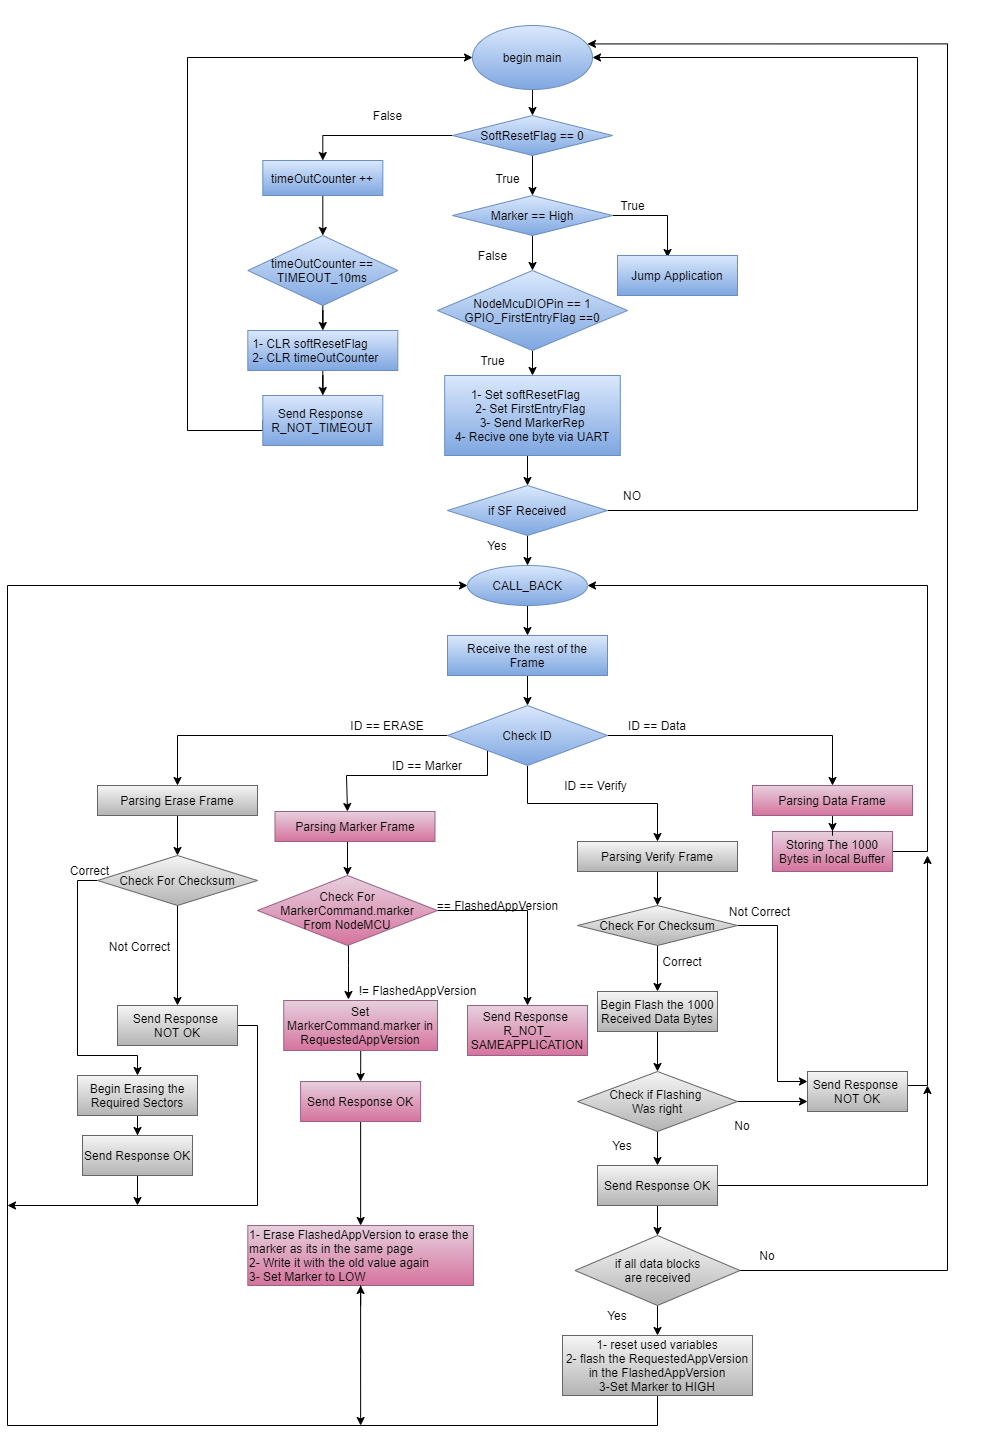 begin main
False
SoftResetFlag == 0
timeOutCounter ++
True
Marker == High
True
False
timeOutCounter ==
TIMEOUT_10ms
Jump Application
NodeMcuDIOPin == 1
GPIO_FirstEntryFlag ==0
1- CLR softResetFlag
2- CLR timeOutCounter
True
Send Response
R_NOT_TIMEOUT
1- Set softResetFlag
2- Set FirstEntryFlag
3- Send MarkerRep
4- Recive one byte via UART
NO
if SF Received
Yes
CALL_BACK
Receive the rest of the
Frame
ID == ERASE
ID == Data
Check ID
ID == Marker
ID == Verify
Parsing Erase Frame
Parsing Data Frame
Parsing Marker Frame
Storing The 1000
Bytes in local Buffer
Parsing Verify Frame
Correct
Check For Checksum
Check For
MarkerCommand.marker
From NodeMCU
== FlashedAppVersion
Not Correct
Check For Checksum
Not Correct
Correct
!= FlashedAppVersion
Send Response
NOT OK
Set
MarkerCommand.marker in
RequestedAppVersion
Send Response
R_NOT_
SAMEAPPLICATION
Begin Flash the 1000
Received Data Bytes
Begin Erasing the
Required Sectors
Send Response OK
Check if Flashing
Was right
Send Response
NOT OK
No
Yes
Send Response OK
Send Response OK
1- Erase FlashedAppVersion to erase the
marker as its in the same page
2- Write it with the old value again
3- Set Marker to LOW
if all data blocks
are received
No
Yes
1- reset used variables
2- flash the RequestedAppVersion
in the FlashedAppVersion
3-Set Marker to HIGH